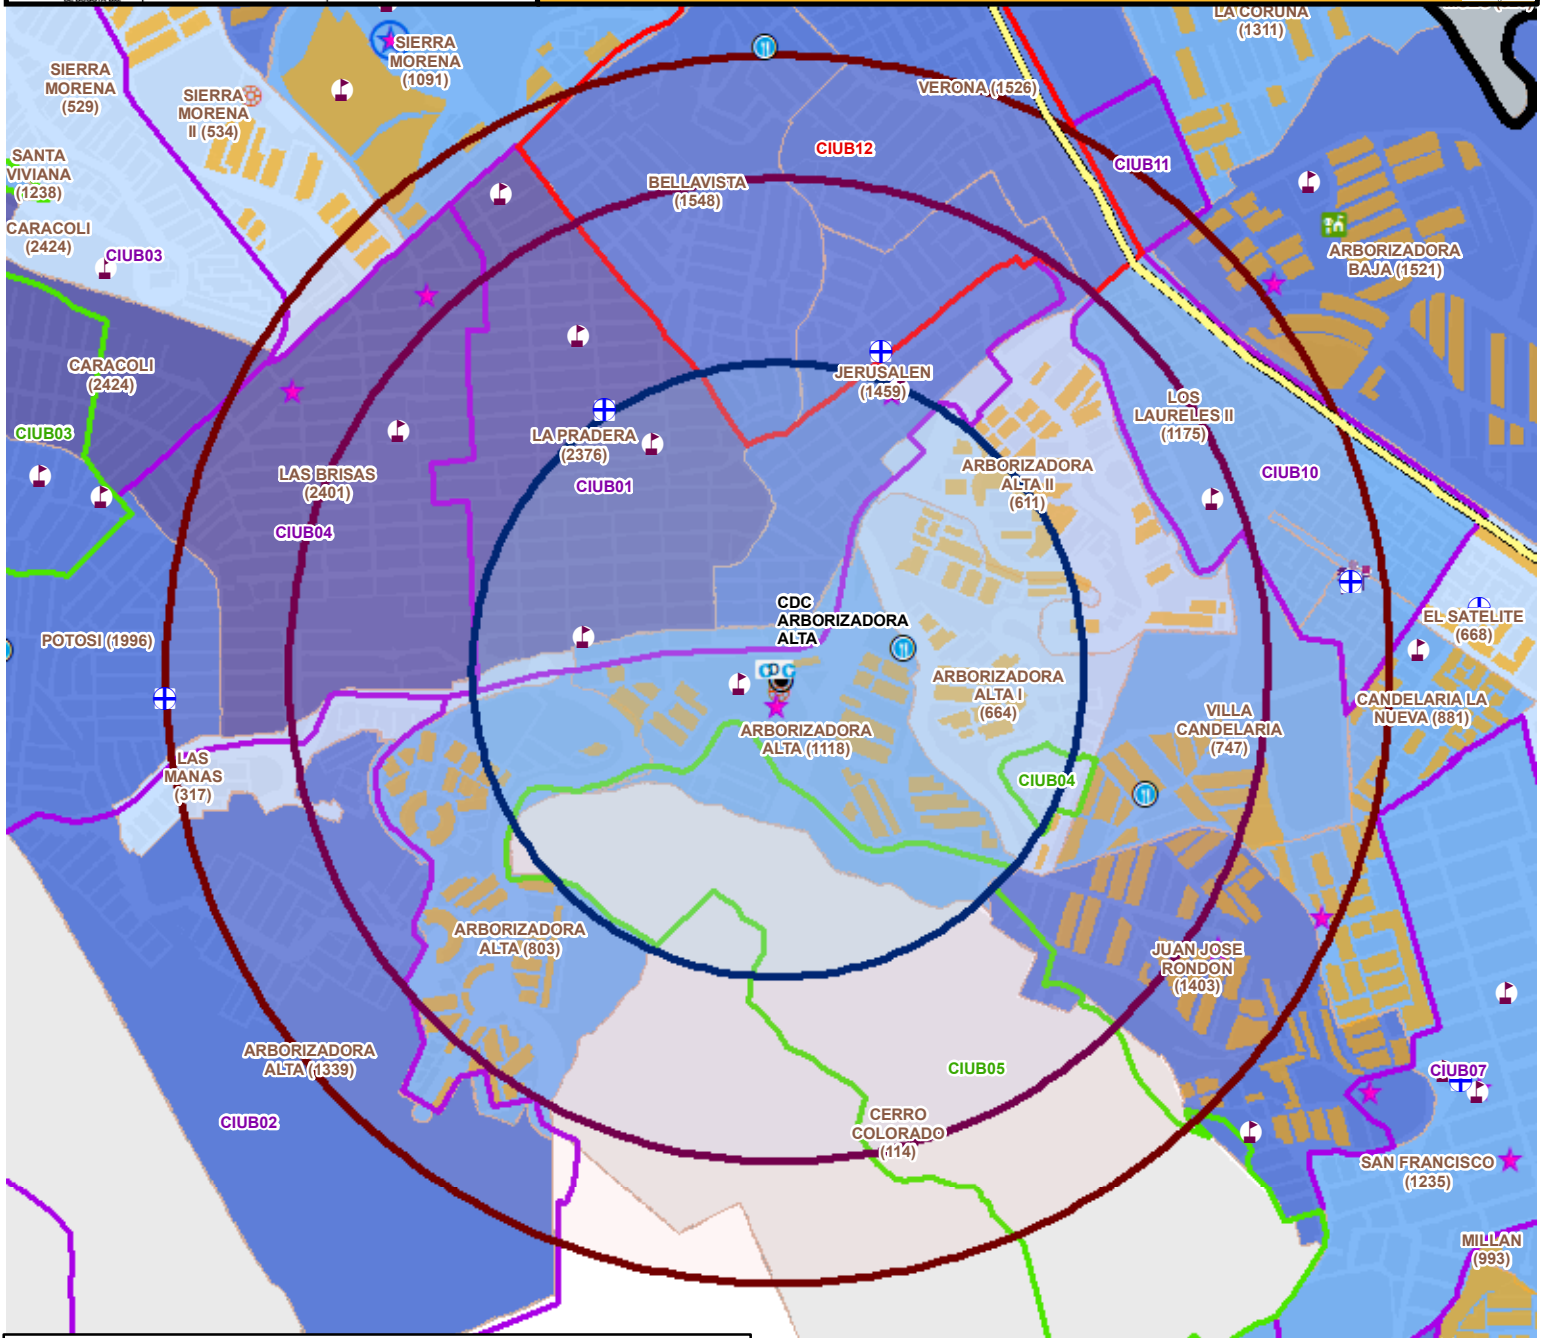 LA CORUÑA
(1311)
SIERRA
MORENA
(1091)
SIERRA
MORENA
(529)
SIERRA
MORENA
II (534)
VERONA (1526)
CIUB12
CIUB11
SANTA
VIVIANA
(1238)
BELLAVISTA
(1548)
CARACOLI
(2424)
CIUB03
ARBORIZADORA
BAJA (1521)
CARACOLI
(2424)
JERUSALEN
(1459)
LOS
LAURELES II
(1175)
CIUB03
LA PRADERA
(2376)
CIUB01
LAS BRISAS
(2401)
CIUB04
ARBORIZADORA
ALTA II
(611)
CIUB10
CDC
ARBORIZADORA
ALTA
POTOSI (1996)
EL SATELITE
(668)
CDC
ARBORIZADORA
ALTA I
(664)
ARBORIZADORA
ALTA (1118)
VILLA
CANDELARIA
(747)
CANDELARIA LA
NUEVA (881)
LAS
MANAS
(317)
CIUB04
ARBORIZADORA
ALTA (803)
JUAN JOSE
RONDON
(1403)
ARBORIZADORA
ALTA (1339)
CIUB05
CIUB07
CIUB02
CERRO
COLORADO
(114)
SAN FRANCISCO
(1235)
MILLAN
(993)